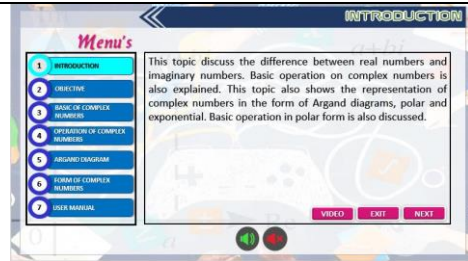 INTRODUCTION
Menu's
1 INTRODUCTION
2 OBJECTIVE
3 BASIC OF COMPLEX
NUMBERS
4 OPERATION OF COMPLEX
NUMBERS
5 ARGAND DIAGRAM
6 FORM OF COMPLEX
NUMBERS
7 USER MANUAL
This topic discuss the difference between real numbers and
imaginary numbers. Basic operation on complex numbers is
also explained. This topic also shows the representation of
complex numbers in the form of Argand diagrams, polar and
exponential. Basic operation in polar form is also discussed.
VIDEO EXIT NEXT